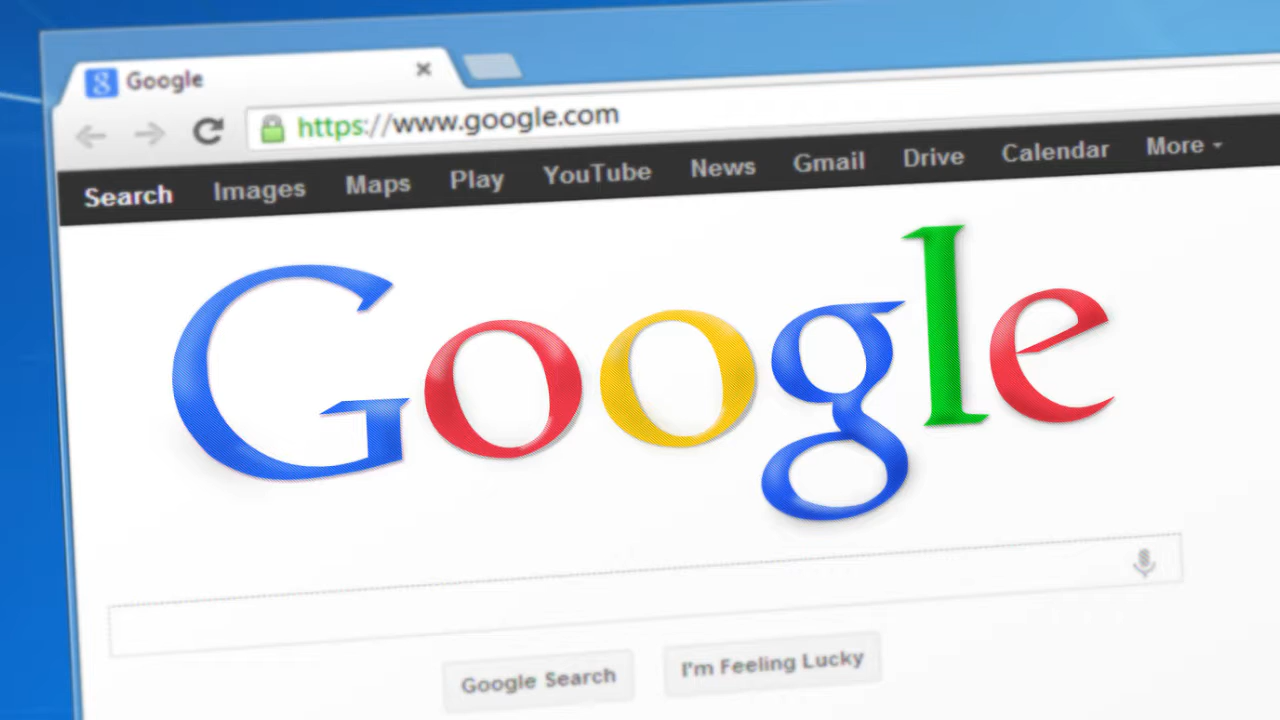 Google
https://www.google.com
Search Images Maps Play YouTube News Gmail Drive Calendar More
Google
Google Search I'm Feeling Lucky